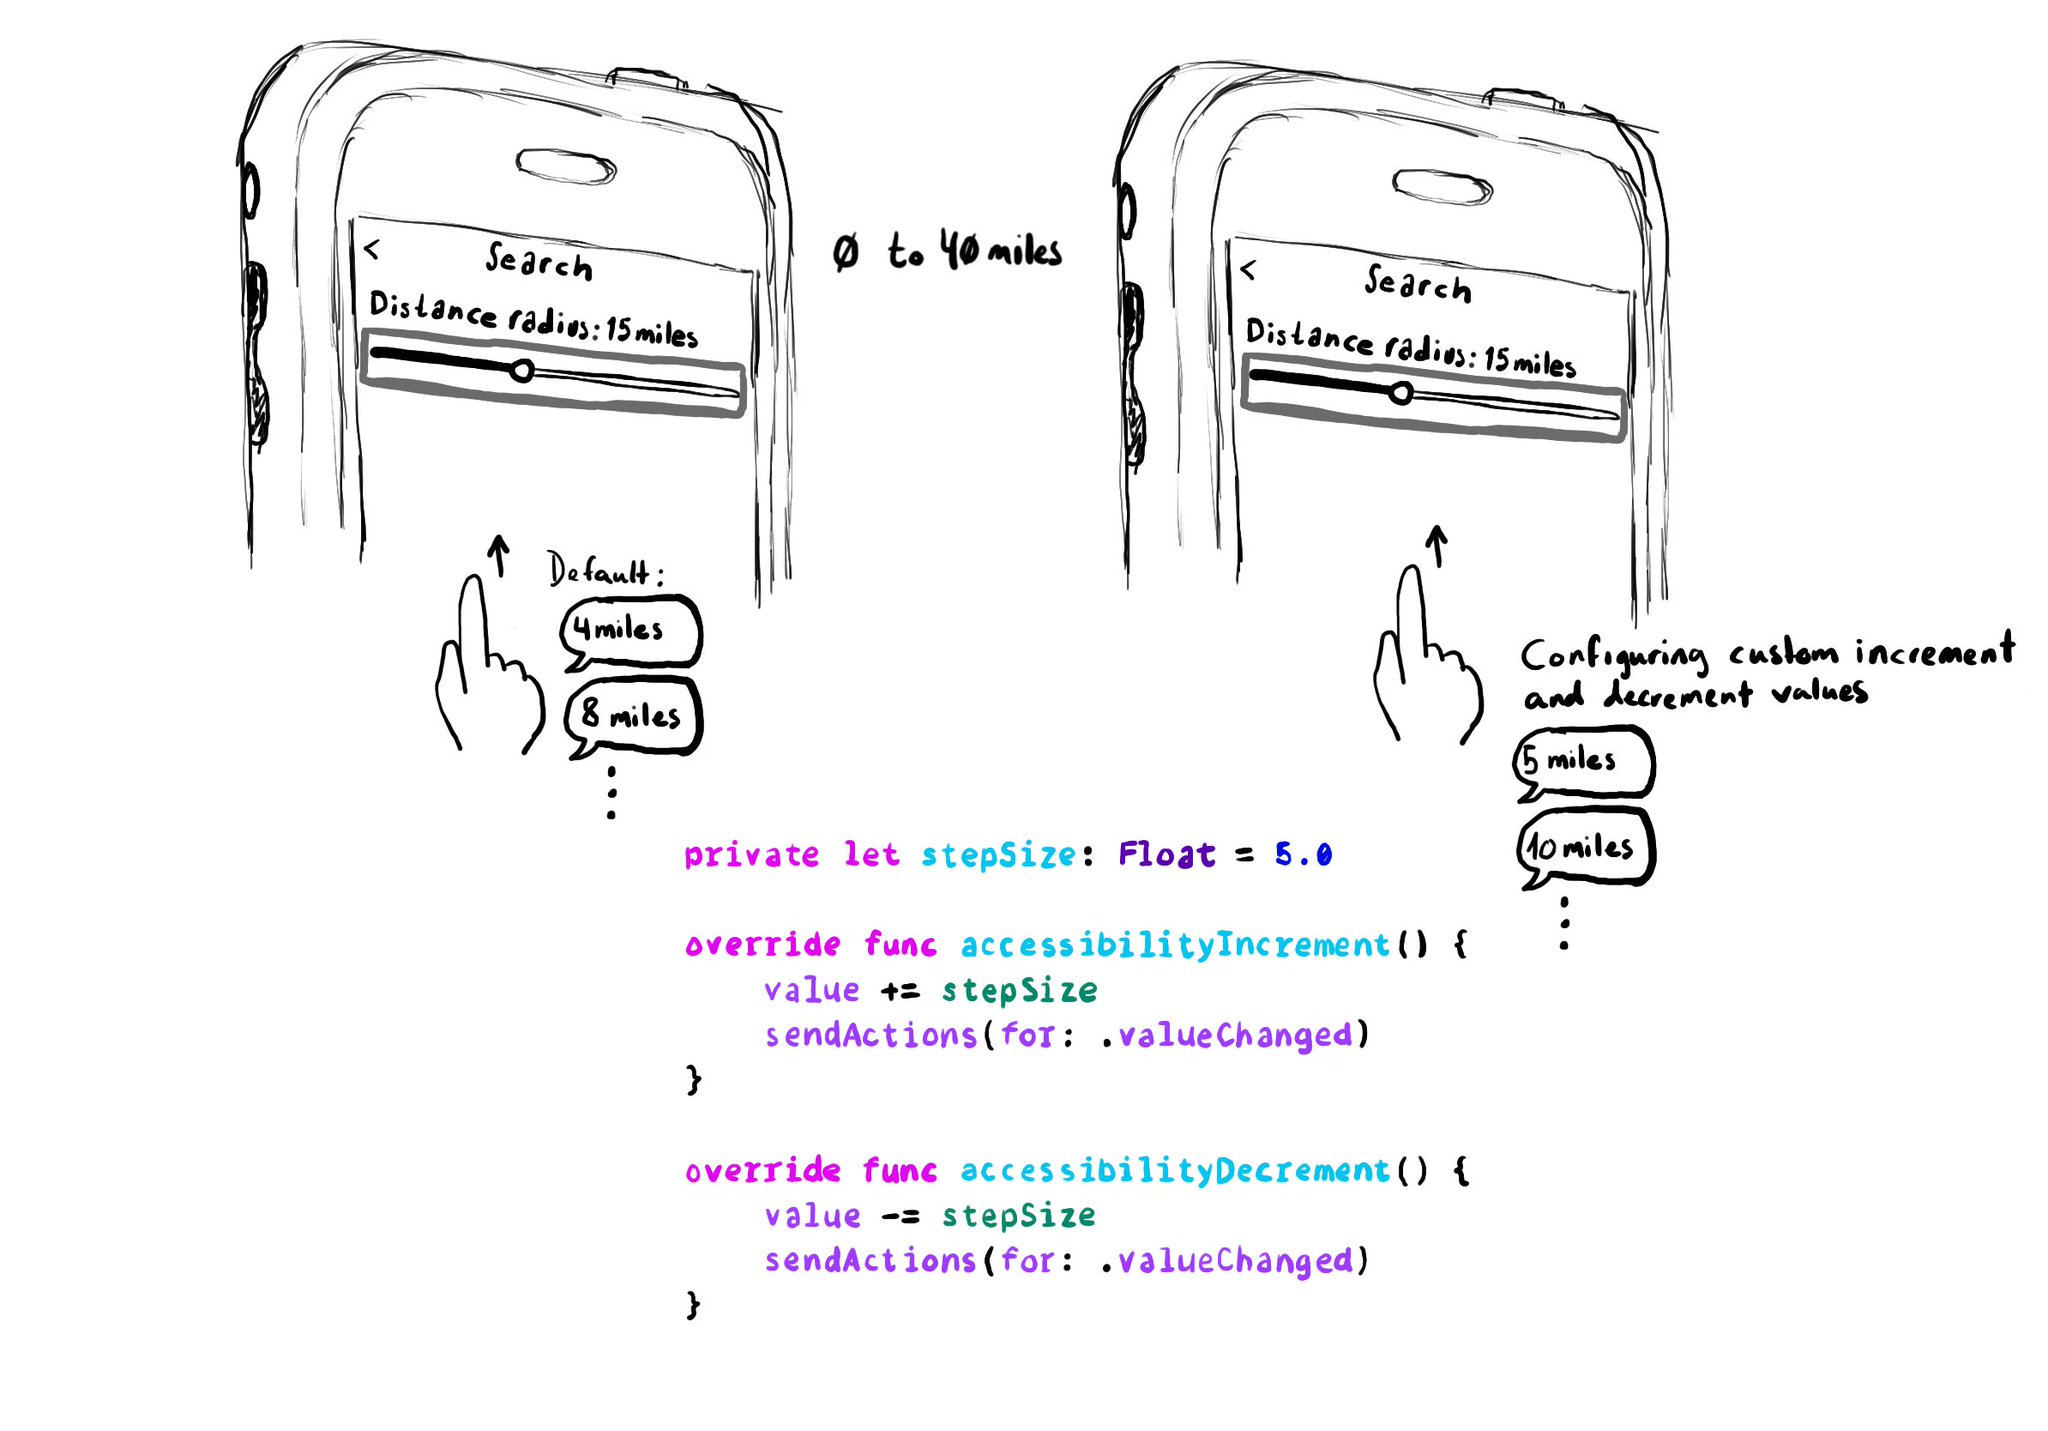 <
Search
Distance radius: 15 miles
0 to 40 miles
<
Search
Distance radius: 15 miles
Default:
4 miles
8 miles
Configuring custom increment
and decrement values
5 miles
10 miles
private let stepSize: Float = 5.0
override func accessibilityIncrement() {
    value += stepSize
    sendActions(for: .valueChanged)
}
override func accessibilityDecrement() {
    value -= stepSize
    sendActions(for: .valueChanged)
}